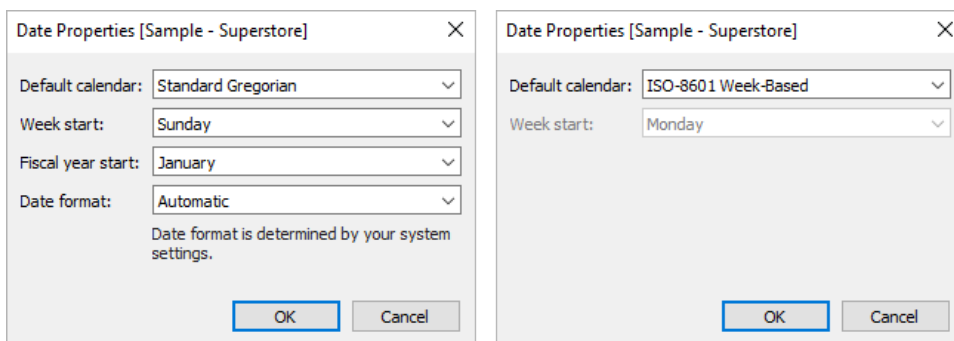 Date Properties [Sample - Superstore]
Default calendar: Standard Gregorian
Week start: Sunday
Fiscal year start: January
Date format: Automatic
Date format is determined by your system
settings.
OK Cancel
Date Properties [Sample - Superstore]
Default calendar: ISO-8601 Week-Based
Week start: Monday
OK Cancel